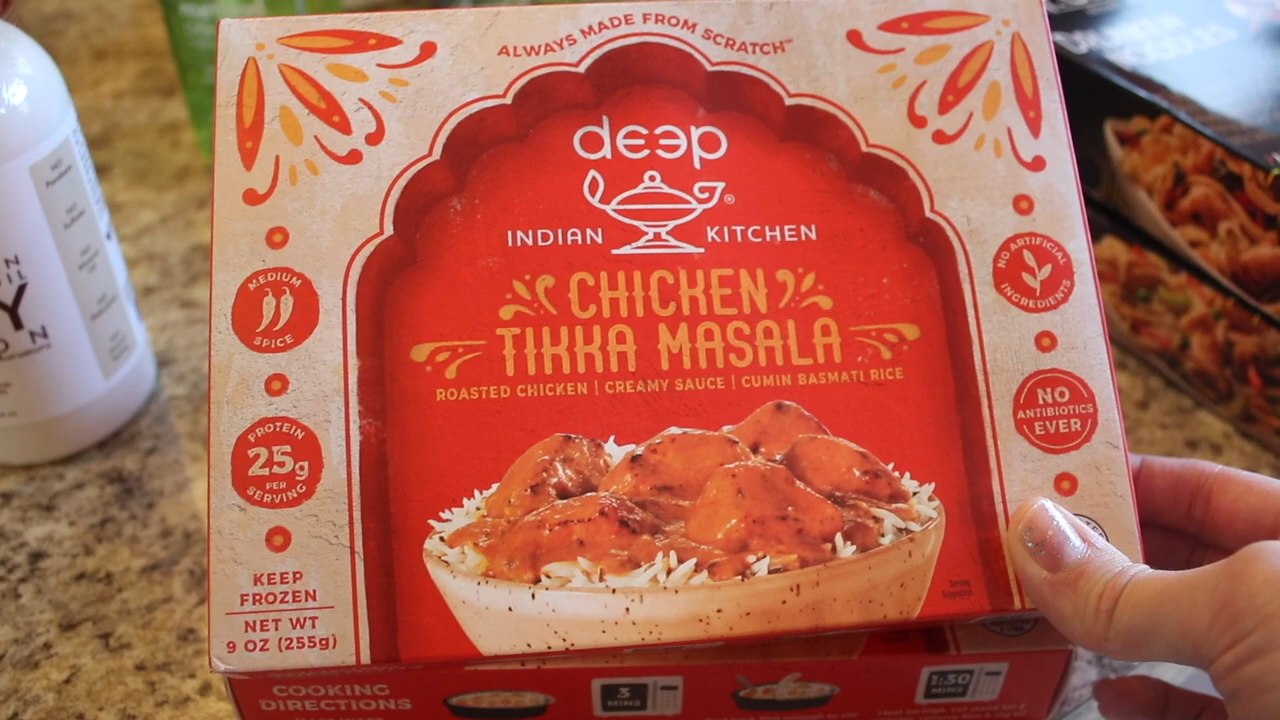 ALWAYS MADE FROM SCRATCH™
deep
INDIAN KITCHEN
CHICKEN
TIKKA MASALA
ROASTED CHICKEN | CREAMY SAUCE | CUMIN BASMATI RICE
MEDIUM
SPICE
PROTEIN
25g
PER
SERVING
KEEP
FROZEN
NET WT
9 OZ (255g)
NO ARTIFICIAL
INGREDIENTS
NO
ANTIBIOTICS
EVER
Serving
Suggestion
COOKING
DIRECTIONS
3
MINS
1:30
MINS